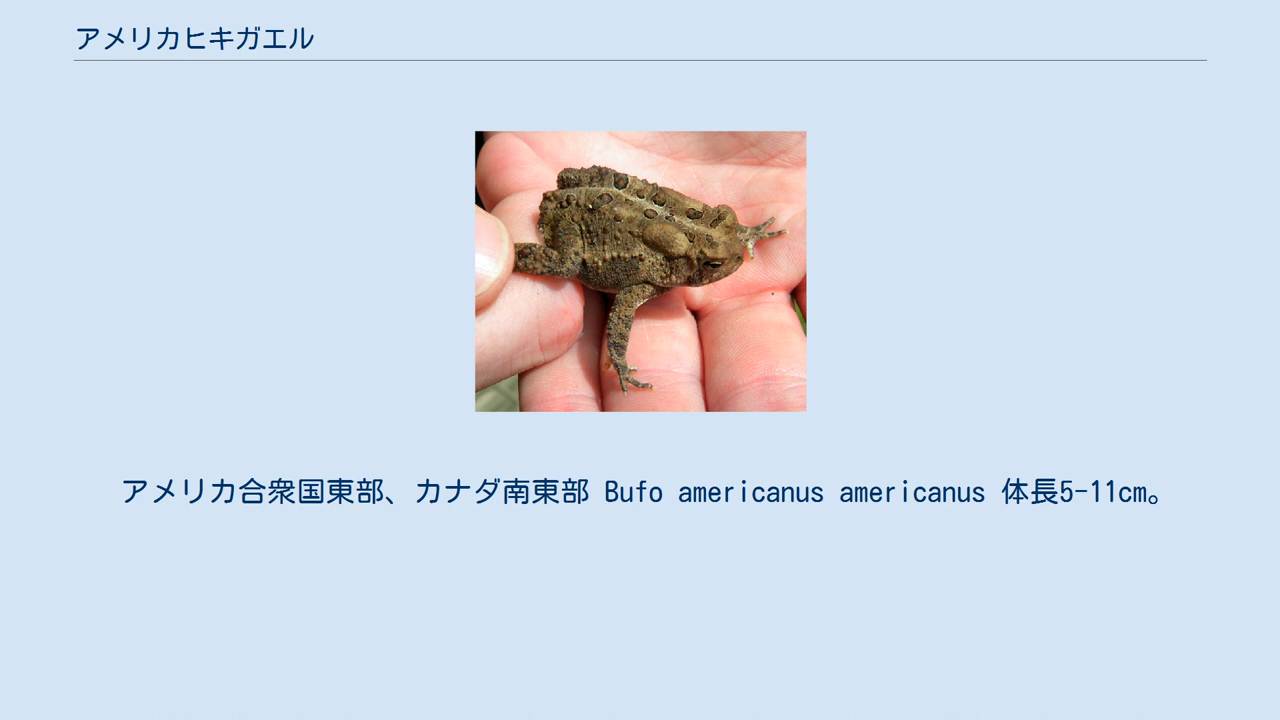 アメリカヒキガエル
アメリカ合衆国東部、カナダ南東部 Bufo americanus americanus 体長5-11cm。